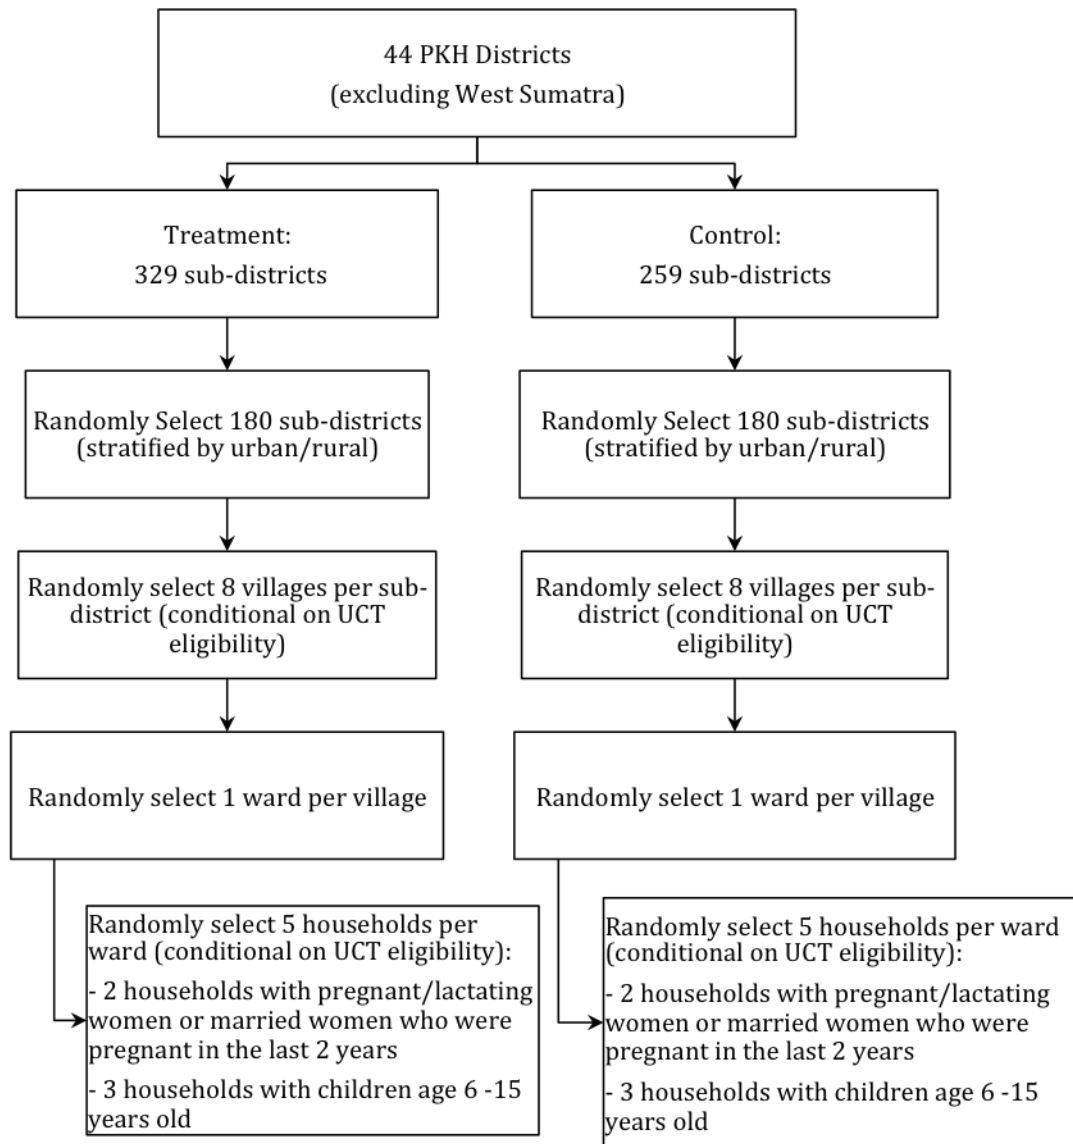 44 PKH Districts
(excluding West Sumatra)
Treatment:
329 sub-districts
Control:
259 sub-districts
Randomly Select 180 sub-districts
(stratified by urban/rural)
Randomly Select 180 sub-districts
(stratified by urban/rural)
Randomly select 8 villages per sub-
district (conditional on UCT
eligibility)
Randomly select 8 villages per sub-
district (conditional on UCT
eligibility)
Randomly select 1 ward per village
Randomly select 1 ward per village
Randomly select 5 households per
ward (conditional on UCT eligibility):
- 2 households with pregnant/lactating
women or married women who were
pregnant in the last 2 years
- 3 households with children age 6 -15
years old
Randomly select 5 households per ward
(conditional on UCT eligibility):
- 2 households with pregnant/lactating
women or married women who were
pregnant in the last 2 years
- 3 households with children age 6 -15
years old